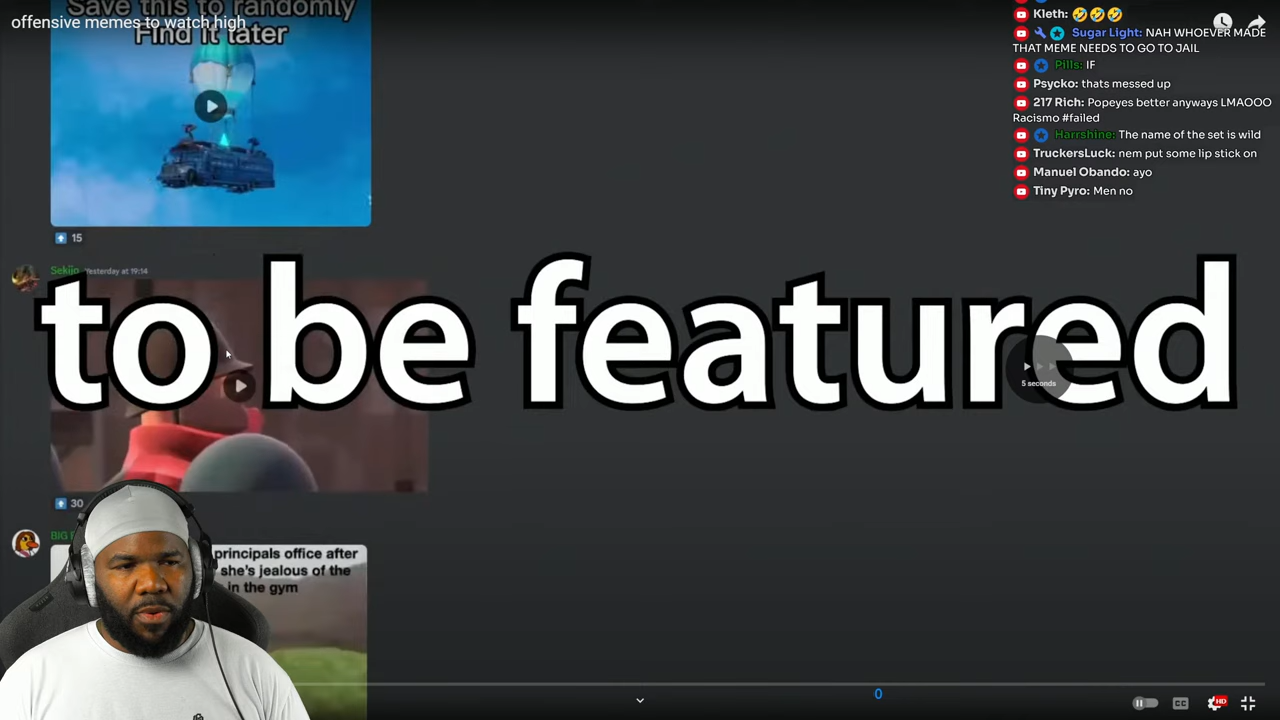 Save this to randomly
offensive memes to watch high
Find it later
15
Sekijo Yesterday at 19:14
to be featured
5 seconds
30
BIG
principals office after
she's jealous of the
in the gym
0
CC
HD
Kleth: 🤣🤣🤣
Sugar Light: NAH WHOEVER MADE
THAT MEME NEEDS TO GO TO JAIL
Pills: IF
Psycko: thats messed up
217 Rich: Popeyes better anyways LMAOOO
Racismo #failed
Harrshine: The name of the set is wild
TruckersLuck: nem put some lip stick on
Manuel Obando: ayo
Tiny Pyro: Men no